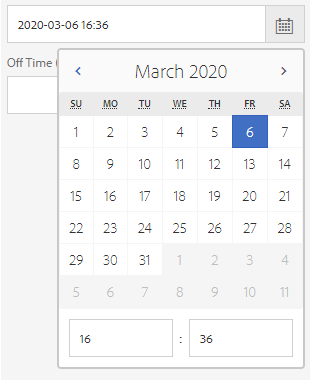 2020-03-06 16:36
Off Time (
March 2020
SU MO TU WE TH FR SA
1 2 3 4 5 6 7
8 9 10 11 12 13 14
15 16 17 18 19 20 21
22 23 24 25 26 27 28
29 30 31 1 2 3 4
5 6 7 8 9 10 11
16 : 36